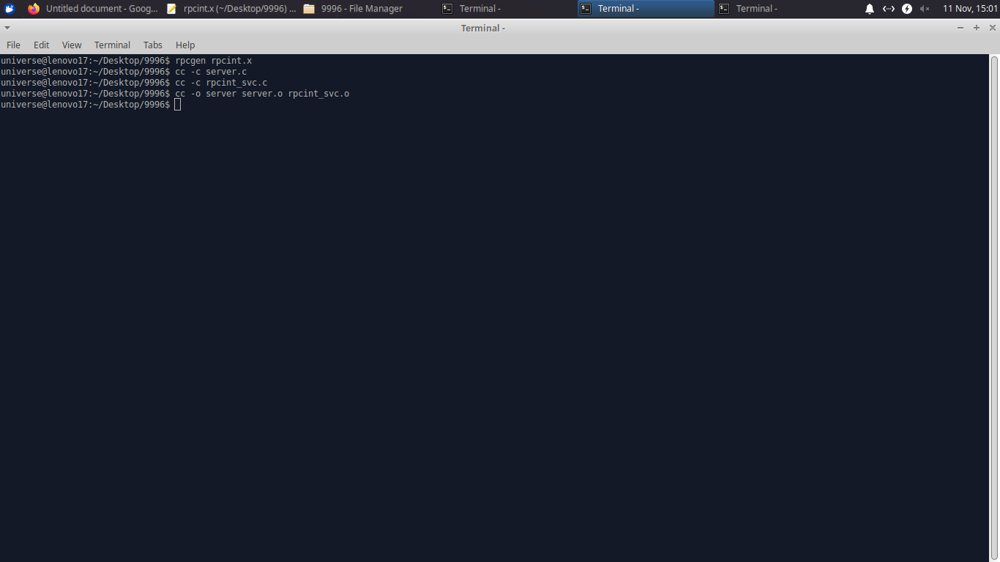 Untitled document - Goog... rpcint.x (~/Desktop/9996) ... 9996 - File Manager Terminal - Terminal - Terminal - 11 Nov, 15:01
Terminal -
File Edit View Terminal Tabs Help
universe@lenovo17:~/Desktop/9996$ rpcgen rpcint.x
universe@lenovo17:~/Desktop/9996$ cc -c server.c
universe@lenovo17:~/Desktop/9996$ cc -c rpcint_svc.c
universe@lenovo17:~/Desktop/9996$ cc -o server server.o rpcint_svc.o
universe@lenovo17:~/Desktop/9996$